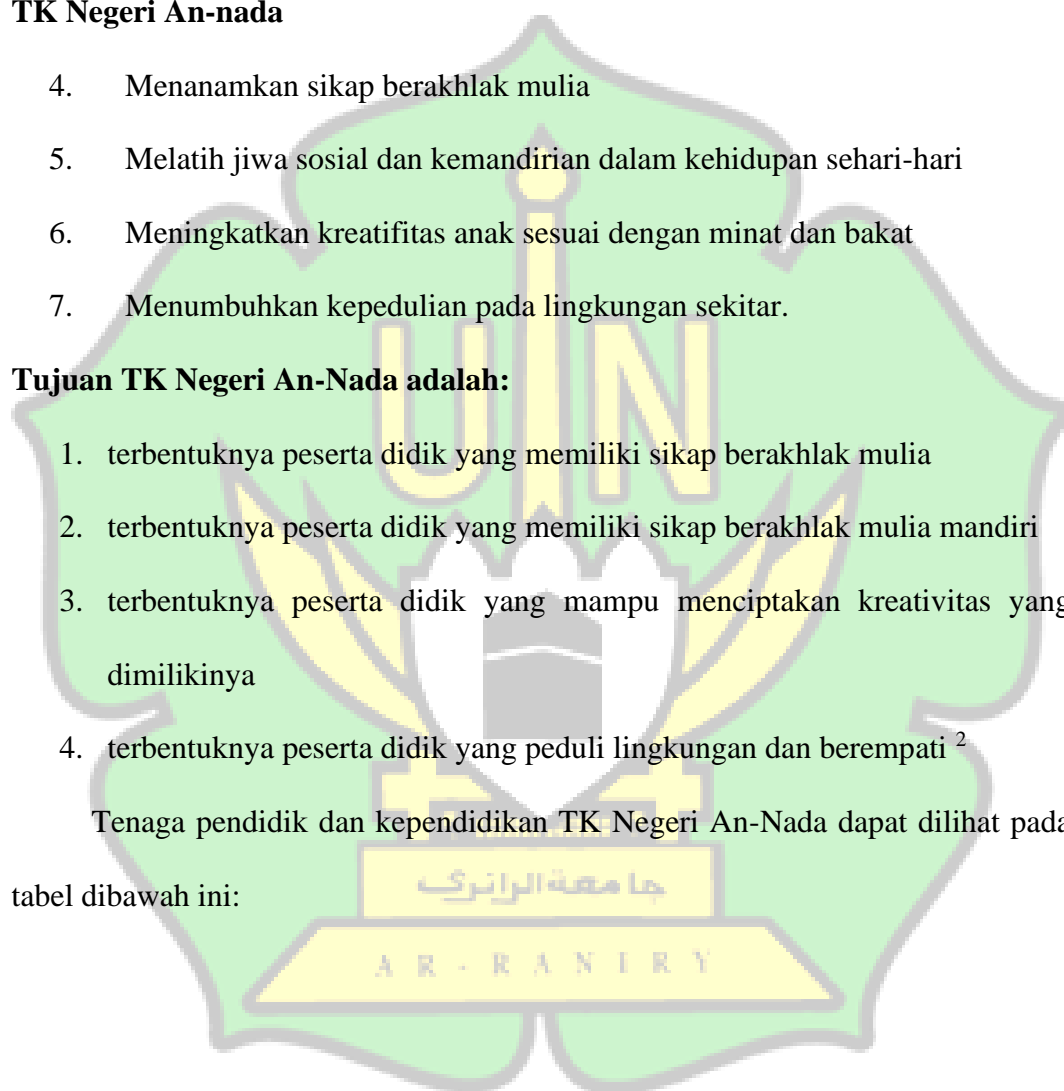 TK Negeri An-nada
4. Menanamkan sikap berakhlak mulia
5. Melatih jiwa sosial dan kemandirian dalam kehidupan sehari-hari
6. Meningkatkan kreatifitas anak sesuai dengan minat dan bakat
7. Menumbuhkan kepedulian pada lingkungan sekitar.
Tujuan TK Negeri An-Nada adalah:
1. terbentuknya peserta didik yang memiliki sikap berakhlak mulia
2. terbentuknya peserta didik yang memiliki sikap berakhlak mulia mandiri
3. terbentuknya peserta didik yang mampu menciptakan kreativitas yang
dimilikinya
4. terbentuknya peserta didik yang peduli lingkungan dan berempati 2
Tenaga pendidik dan kependidikan TK Negeri An-Nada dapat dilihat pada
tabel dibawah ini:
UIN
جامعة الرانري
AR-RANIRY